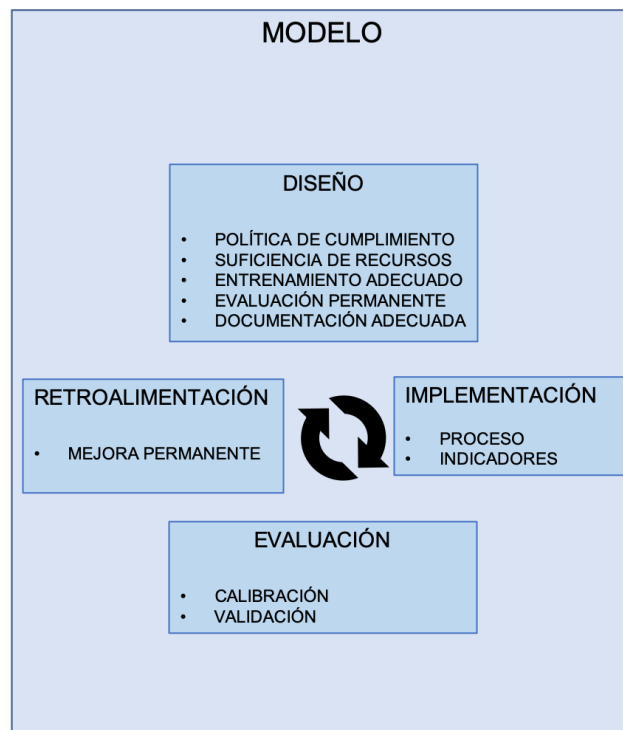 MODELO
DISEÑO
• POLÍTICA DE CUMPLIMIENTO
• SUFICIENCIA DE RECURSOS
• ENTRENAMIENTO ADECUADO
• EVALUACIÓN PERMANENTE
• DOCUMENTACIÓN ADECUADA
RETROALIMENTACIÓN
• MEJORA PERMANENTE
IMPLEMENTACIÓN
• PROCESO
• INDICADORES
EVALUACIÓN
• CALIBRACIÓN
• VALIDACIÓN